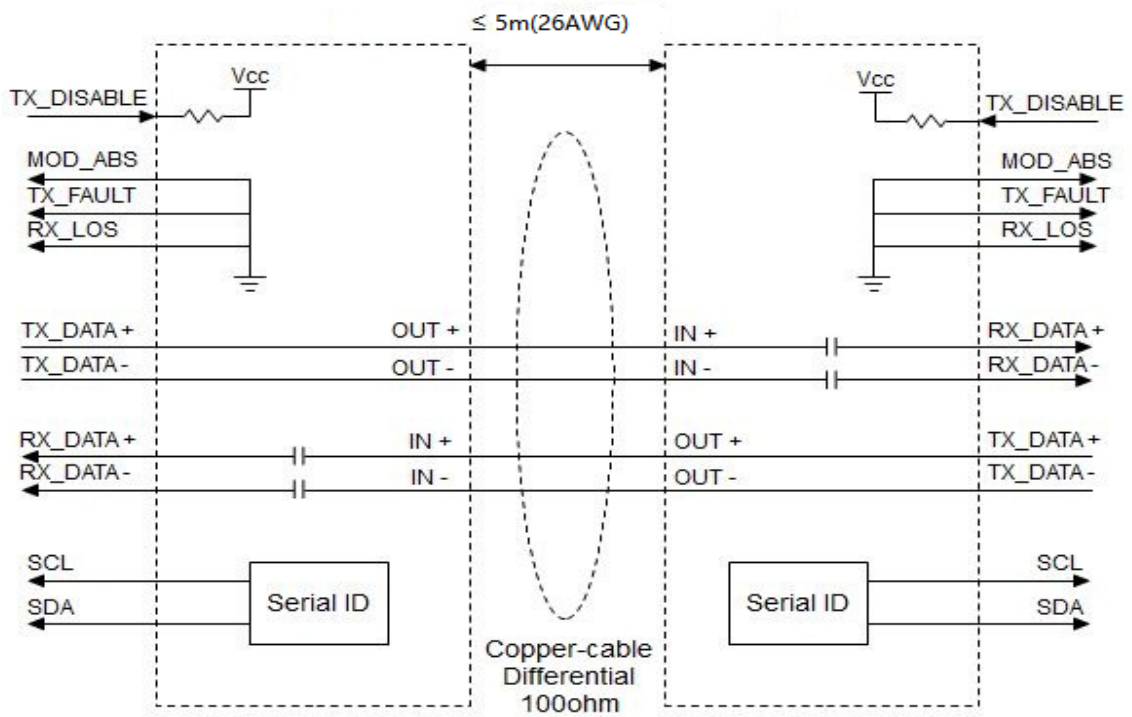 ≤ 5m(26AWG)
Vcc
Vcc
TX_DISABLE
TX_DISABLE
MOD_ABS
MOD_ABS
TX_FAULT
TX_FAULT
RX_LOS
RX_LOS
TX_DATA+ OUT + IN + RX_DATA+
TX_DATA- OUT - IN - RX_DATA-
RX_DATA+ IN + OUT + TX_DATA+
RX_DATA- IN - OUT - TX_DATA-
SCL
SCL
Serial ID
Serial ID
SDA
SDA
Copper-cable
Differential
100ohm